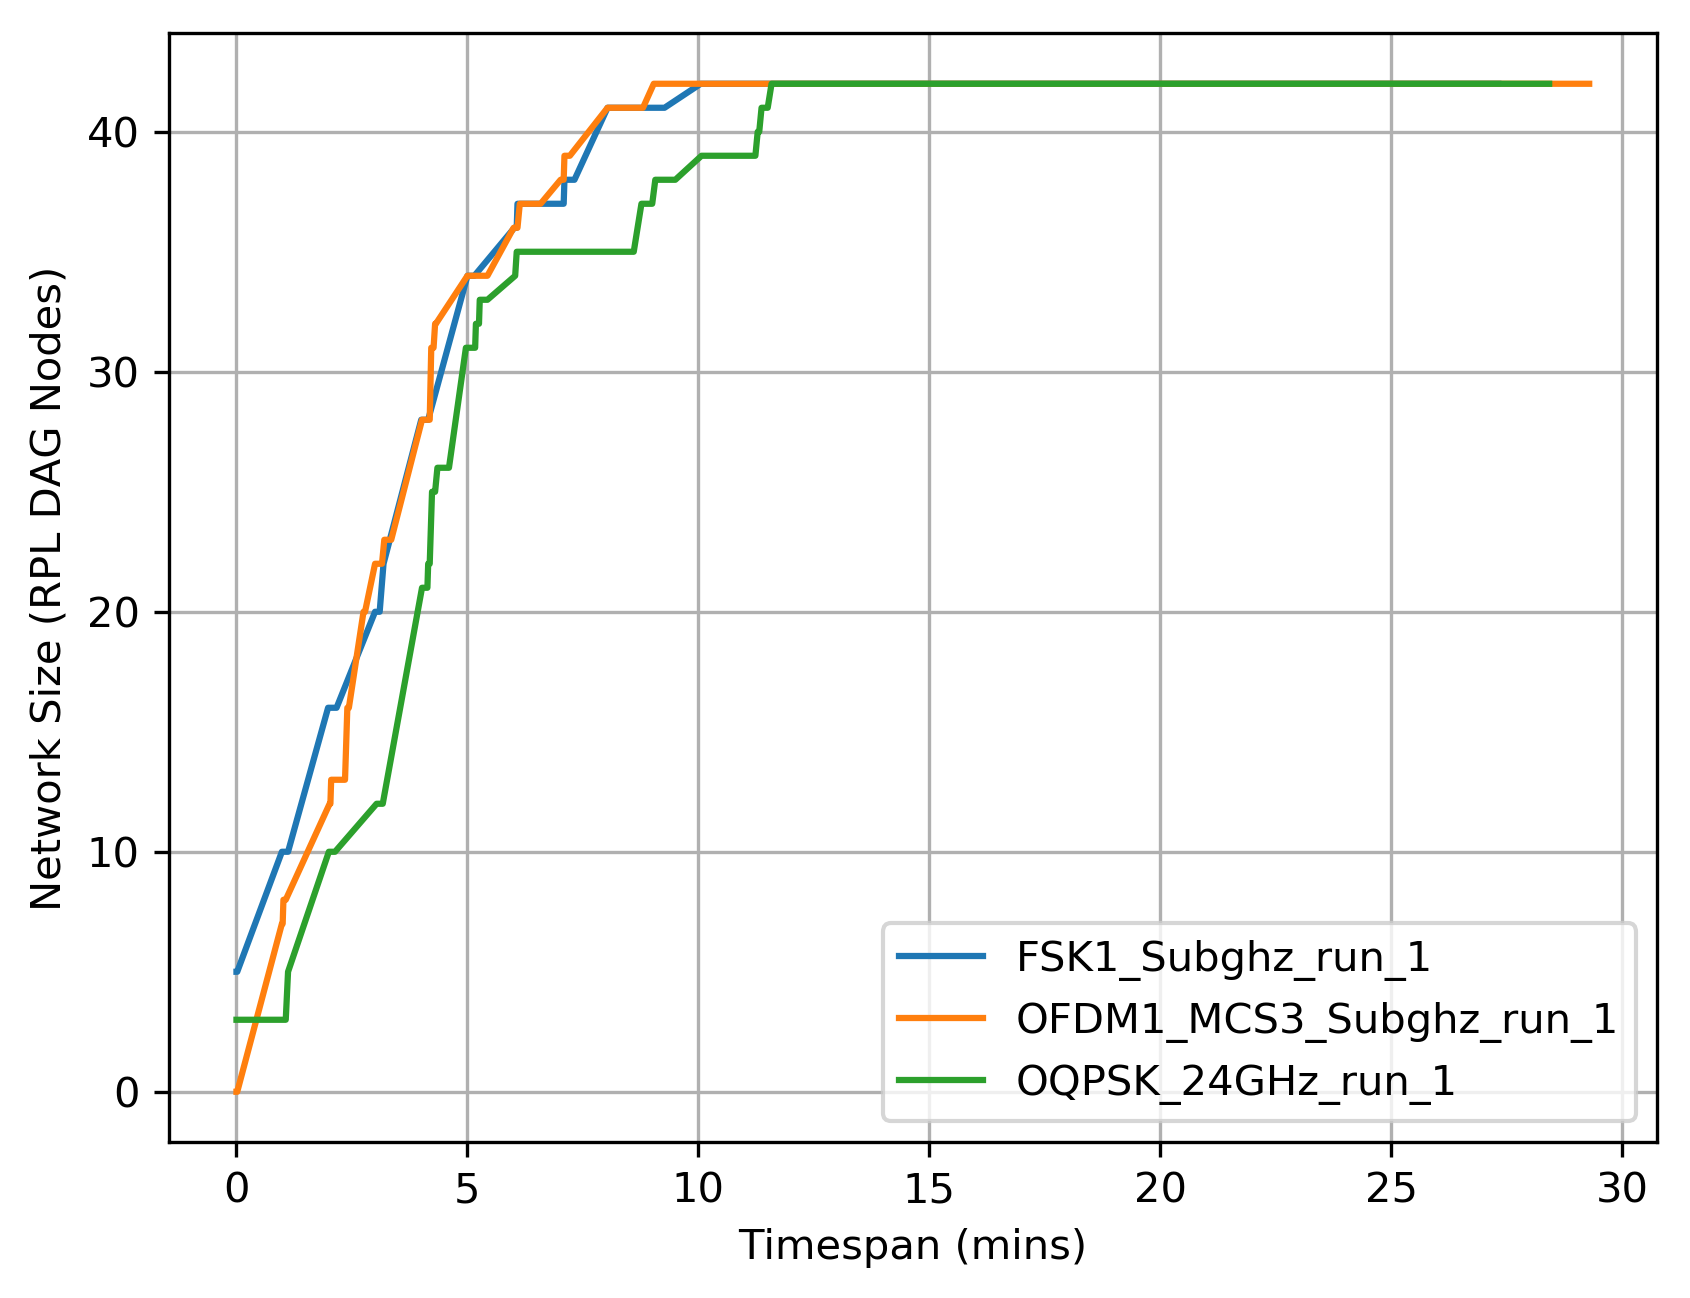 40
30
20
10
0
Network Size (RPL DAG Nodes)
FSK1_Subghz_run_1
OFDM1_MCS3_Subghz_run_1
OQPSK_24GHz_run_1
0 5 10 15 20 25 30
Timespan (mins)